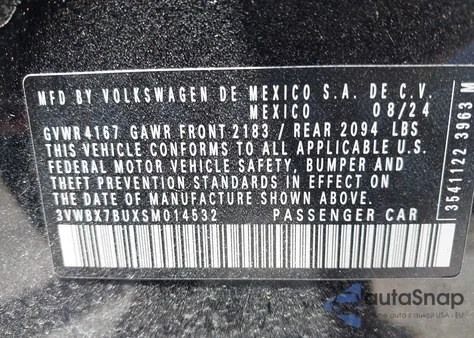 MFD BY VOLKSWAGEN DE MEXICO S.A. DE C.V.
MEXICO 08/24
GVWR 4167 GAWR FRONT 2183 / REAR 2094 LBS
THIS VEHICLE CONFORMS TO ALL APPLICABLE U.S.
FEDERAL MOTOR VEHICLE SAFETY, BUMPER AND
THEFT PREVENTION STANDARDS IN EFFECT ON
THE DATE OF MANUFACTURE SHOWN ABOVE.
3VWBX7BUXSM014532 PASSENGER CAR
3541122 3963 M
autoSnap